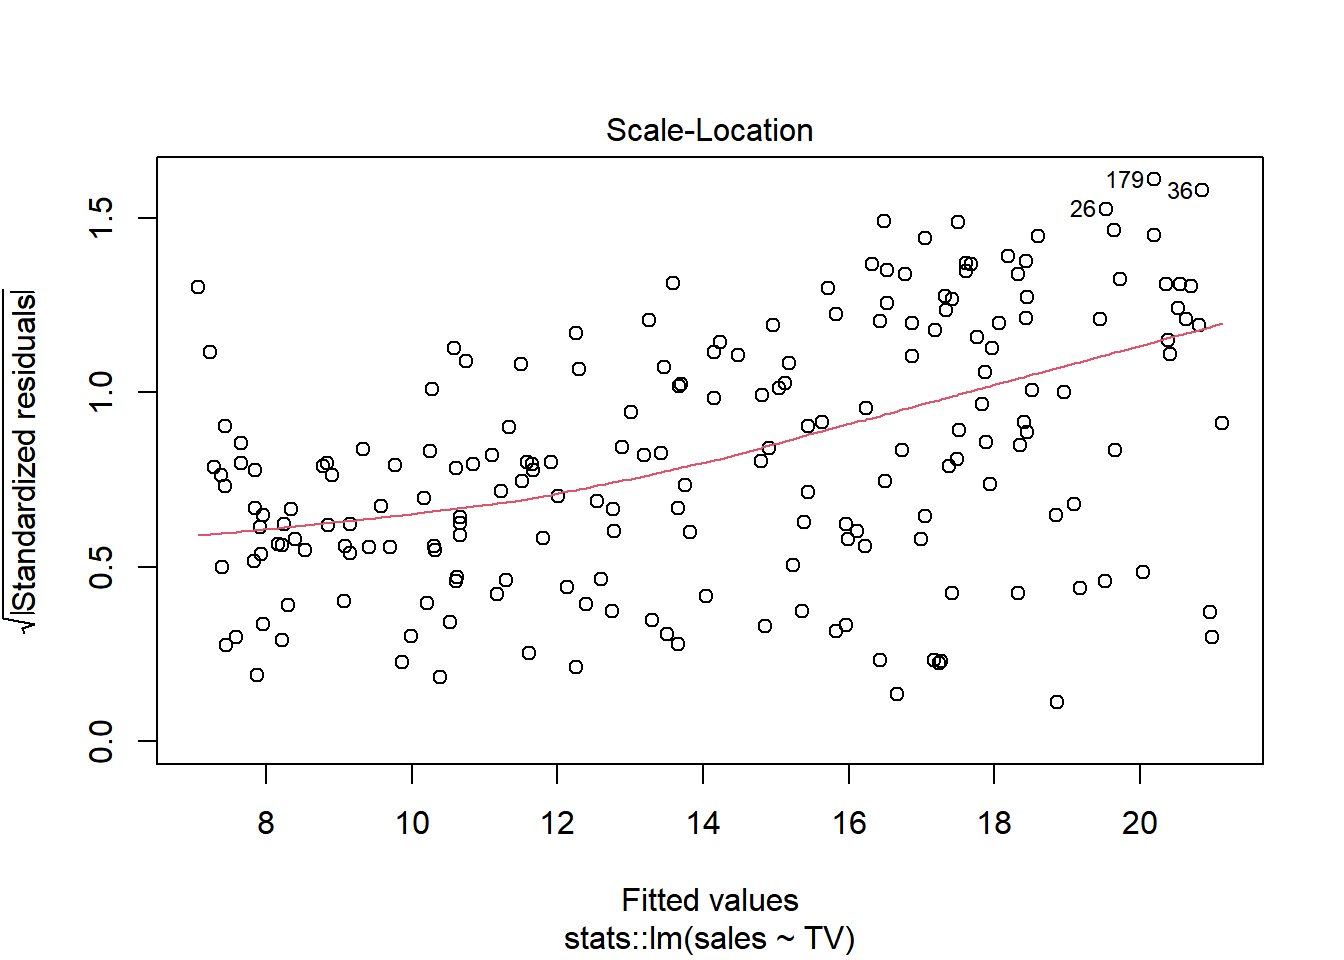 Scale-Location
√|Standardized residuals|
0.0 0.5 1.0 1.5
179
36
26
8 10 12 14 16 18 20
Fitted values
stats::lm(sales ~ TV)